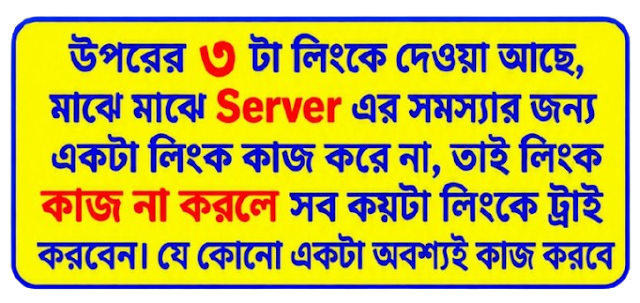 উপরের ৩ টা লিংকে দেওয়া আছে,
মাঝে মাঝে Server এর সমস্যার জন্য
একটা লিংক কাজ করে না, তাই লিংক
কাজ না করলে সব কয়টা লিংকে ট্রাই
করবেন। যে কোনো একটা অবশ্যই কাজ করবে